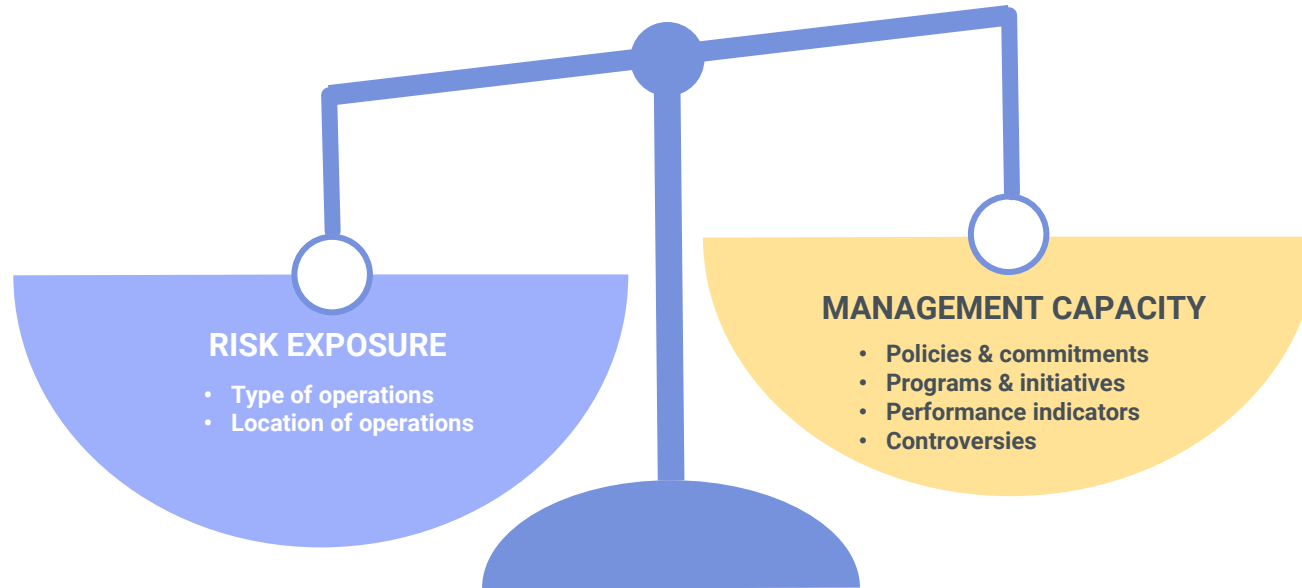 RISK EXPOSURE
• Type of operations
• Location of operations
MANAGEMENT CAPACITY
• Policies & commitments
• Programs & initiatives
• Performance indicators
• Controversies